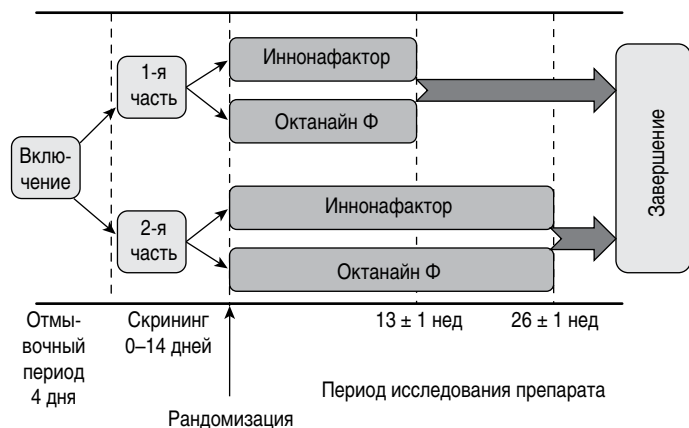 Вклю-
чение
1-я
часть
2-я
часть
Иннонафактор
Октанайн Ф
Иннонафактор
Октанайн Ф
Завершение
Отмы-
вочный
период
4 дня
Скрининг
0–14 дней
13 ± 1 нед
26 ± 1 нед
Период исследования препарата
Рандомизация